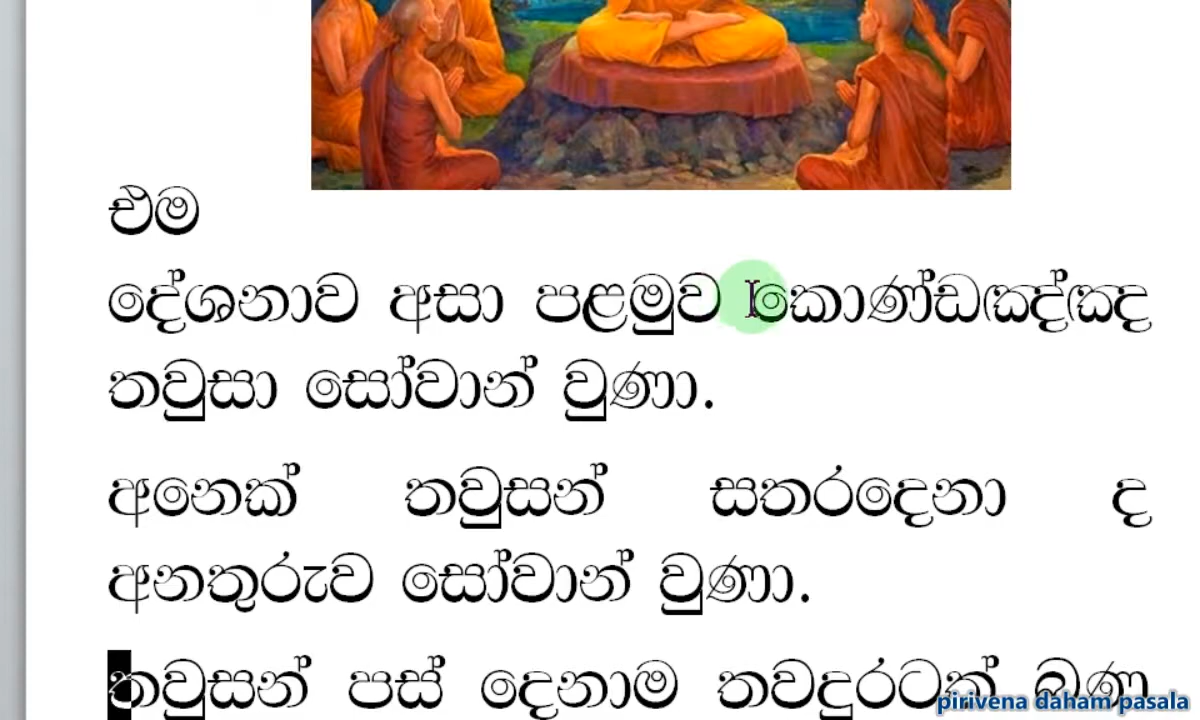 එම
දේශනාව අසා පළමුව කොණ්ඩඤ්ඤ
තවුසා සෝවාන් වුණා.
අනෙක් තවුසන් සතරදෙනා ද
අනතුරුව සෝවාන් වුණා.
තවුසන් පස් දෙනාම තවදුරටත් බණ
pirivena daham pasala